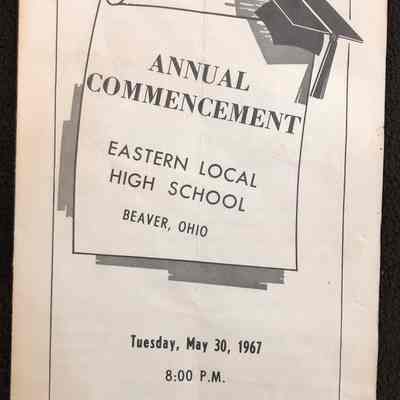 ANNUAL
COMMENCEMENT
EASTERN LOCAL
HIGH SCHOOL
BEAVER, OHIO
Tuesday, May 30, 1967
8:00 P.M.